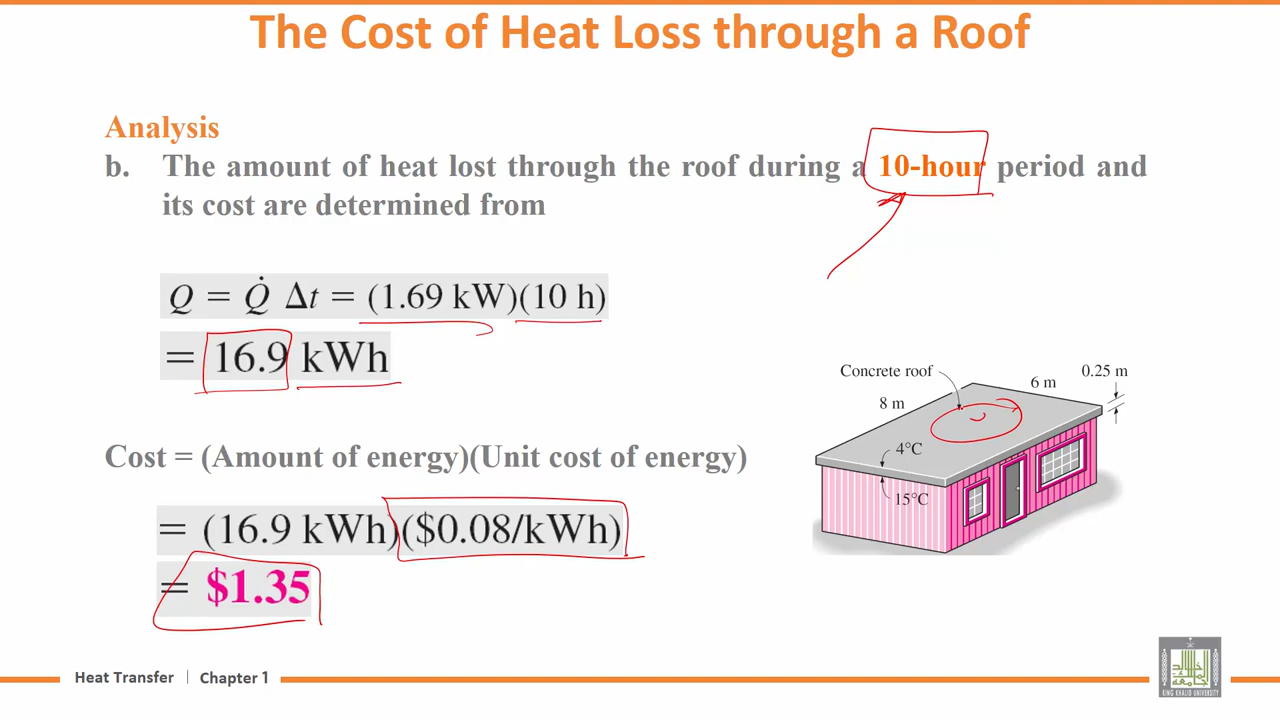 The Cost of Heat Loss through a Roof
Analysis
b. The amount of heat lost through the roof during a 10-hour period and
its cost are determined from
Q = Q̇ Δt = (1.69 kW)(10 h)
= 16.9 kWh
Cost = (Amount of energy)(Unit cost of energy)
= (16.9 kWh)($0.08/kWh)
= $1.35
Concrete roof
8 m
6 m
0.25 m
4°C
15°C
Heat Transfer | Chapter 1
KING KHALID UNIVERSITY